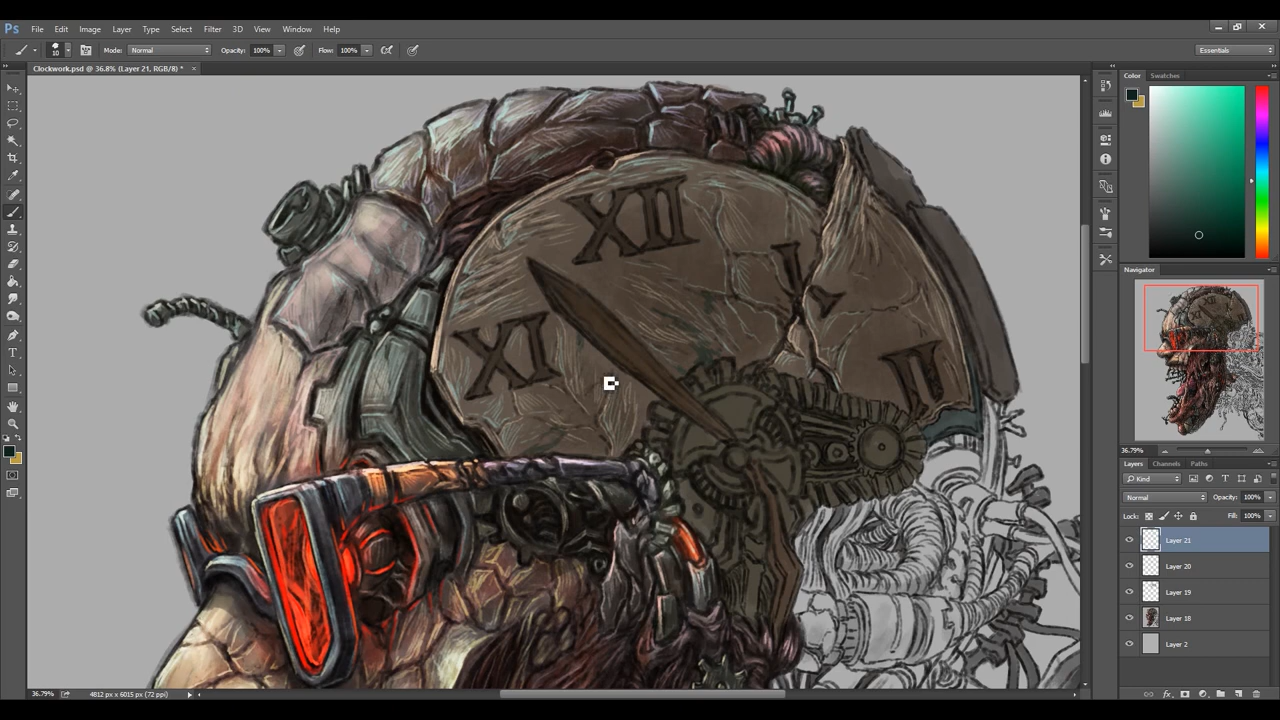 Ps File Edit Image Layer Type Select Filter 3D View Window Help
10 Mode: Normal Opacity: 100% Flow: 100% Essentials
Clockwork.psd @ 36.8% (Layer 21, RGB/8) * ×
Color Swatches
XII
I
XI
II
Navigator
36.79%
Layers Channels Paths
Kind
Normal Opacity: 100%
Lock: Fill: 100%
Layer 21
Layer 20
Layer 19
Layer 18
Layer 2
36.79% 4812 px x 6015 px (72 ppi)